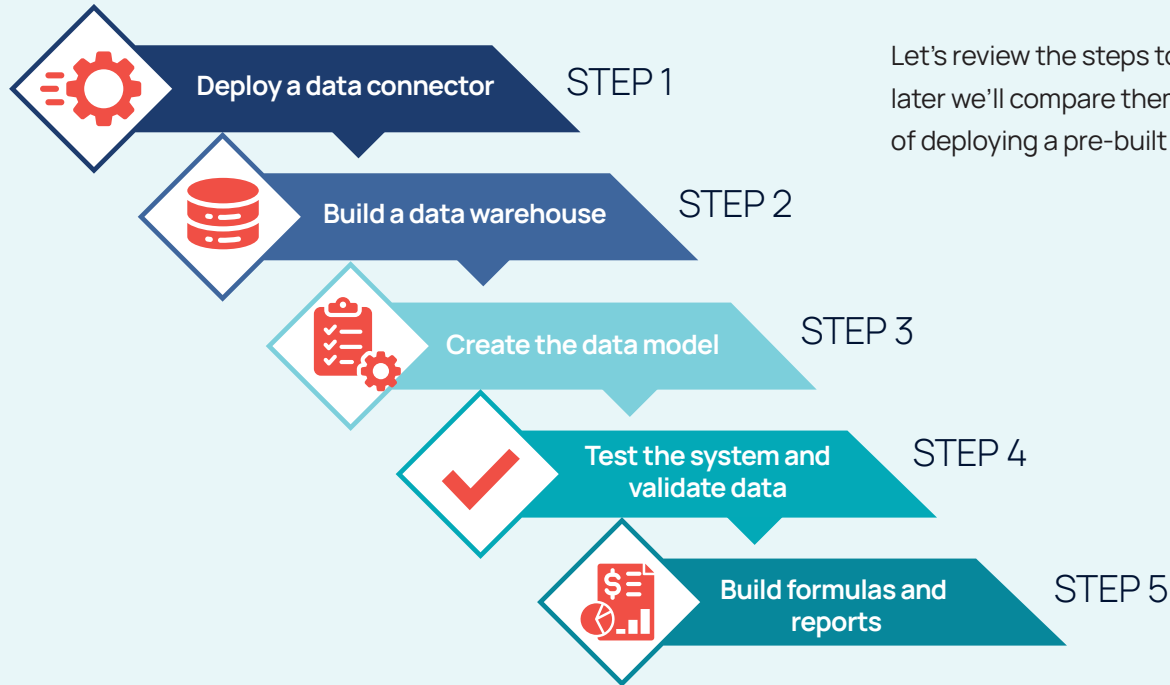 Deploy a data connector
STEP 1
Let's review the steps to
later we'll compare
of deploying a pre-built
Build a data warehouse
STEP 2
Create the data model
STEP 3
Test the system and
validate data
STEP 4
Build formulas and
reports
STEP 5
$